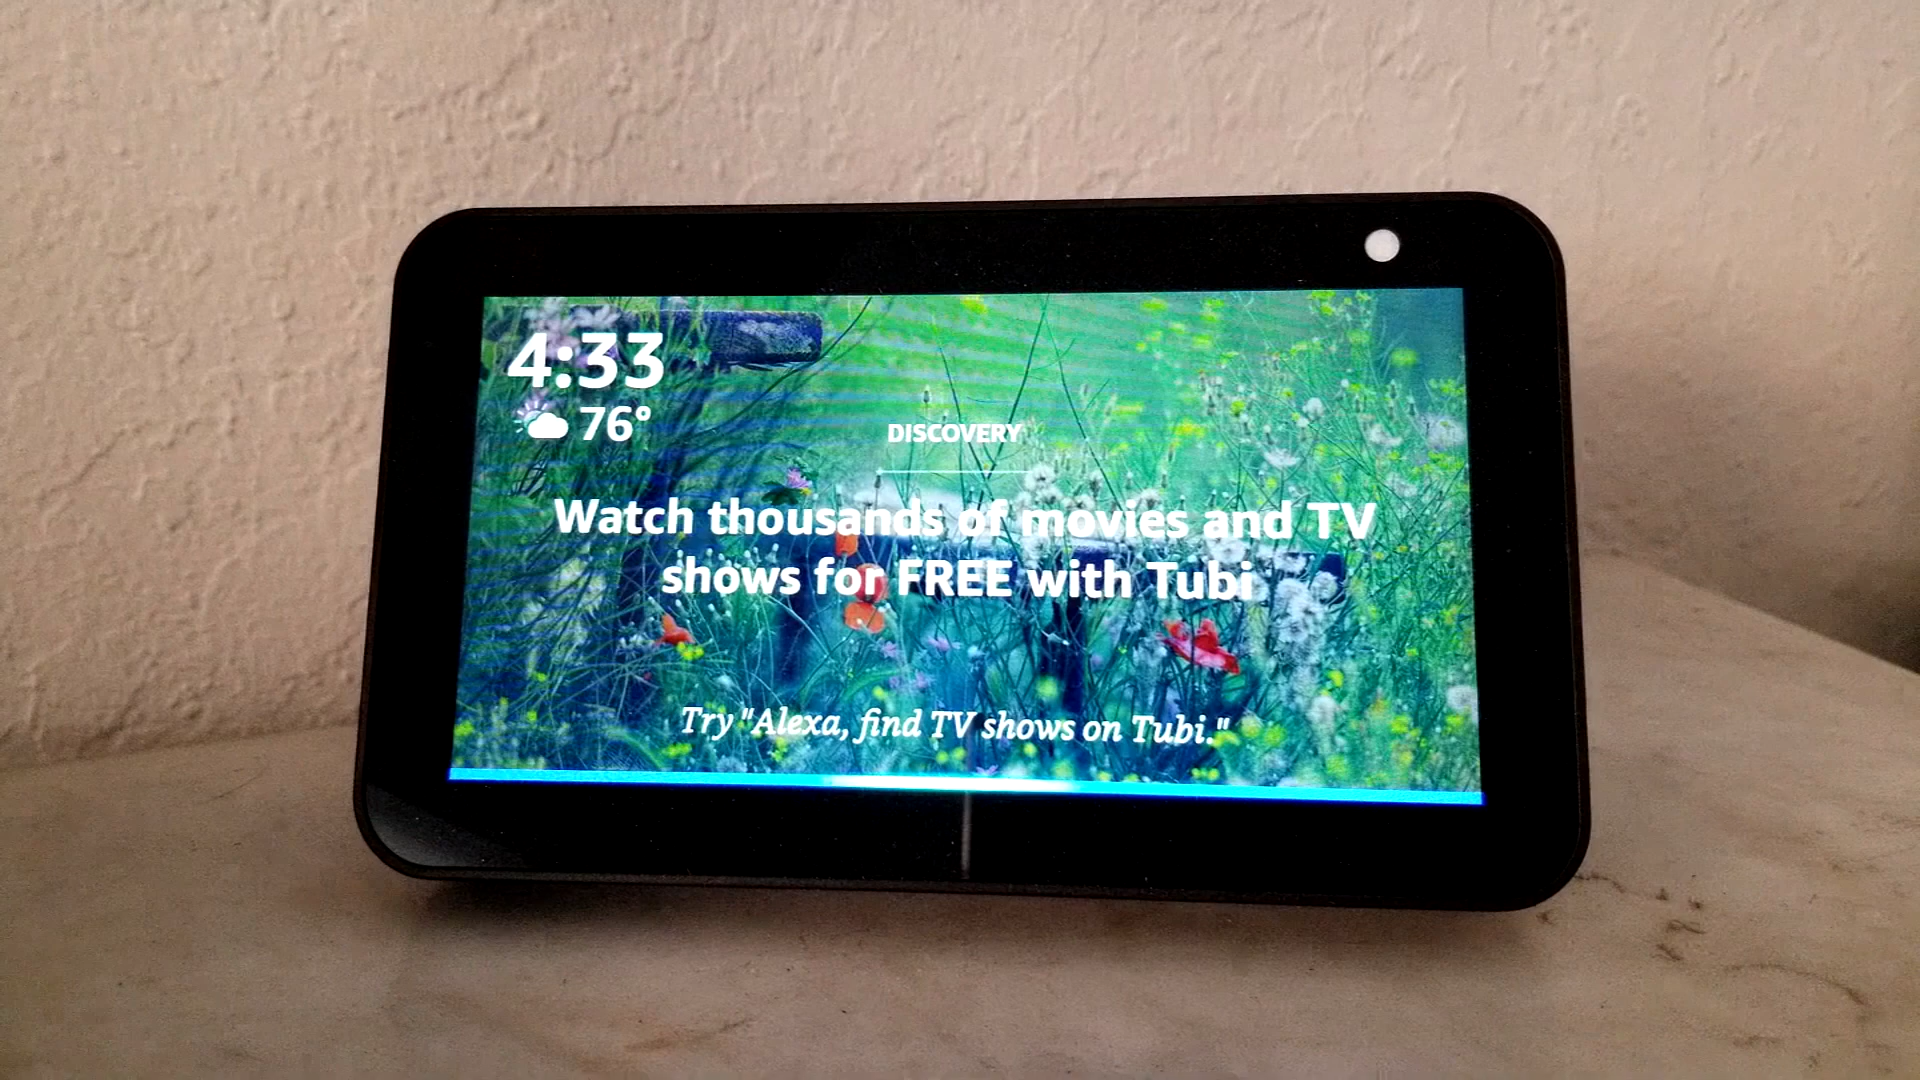 4:33
76°
DISCOVERY
Watch thousands of movies and TV
shows for FREE with Tubi
Try "Alexa, find TV shows on Tubi."